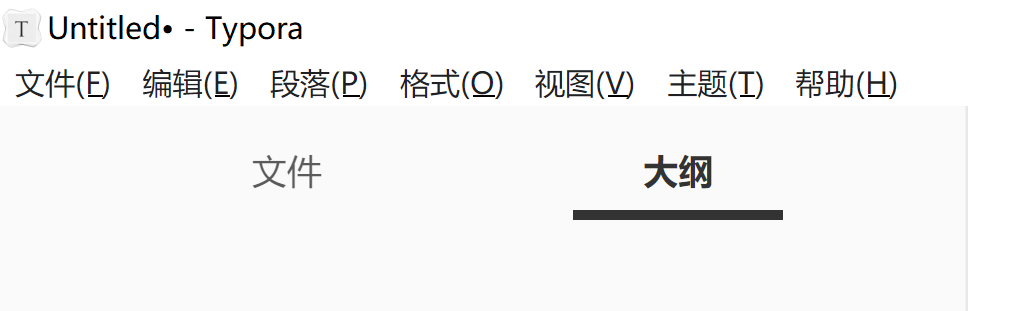 T Untitled• - Typora
文件(F) 编辑(E) 段落(P) 格式(O) 视图(V) 主题(T) 帮助(H)
文件 大纲